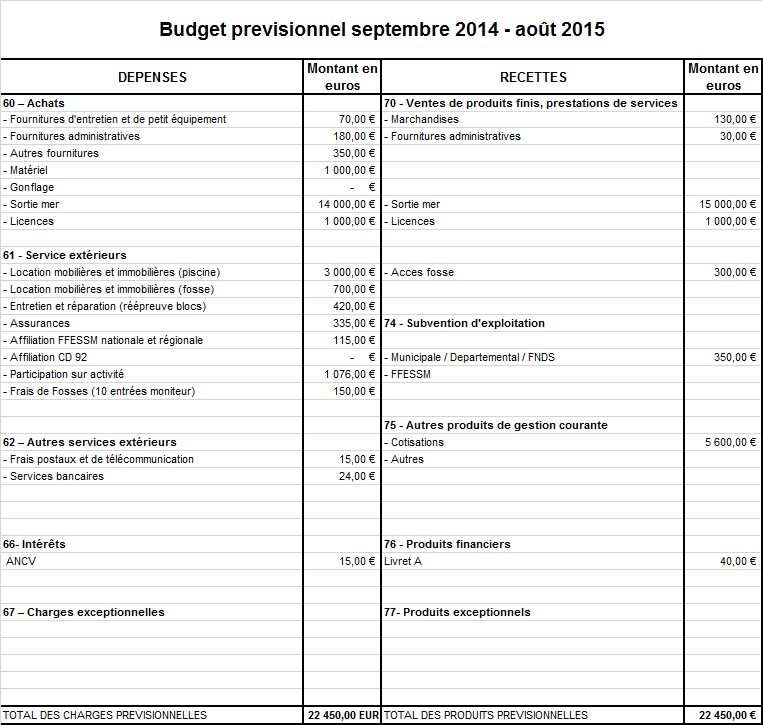 Budget previsionnel septembre 2014 - août 2015
DEPENSES Montant en euros RECETTES Montant en euros
60 – Achats 70 - Ventes de produits finis, prestations de services
- Fournitures d'entretien et de petit équipement 70,00 € - Marchandises 130,00 €
- Fournitures administratives 180,00 € - Fournitures administratives 30,00 €
- Autres fournitures 350,00 €
- Matériel 1 000,00 €
- Gonflage - €
- Sortie mer 14 000,00 € - Sortie mer 15 000,00 €
- Licences 1 000,00 € - Licences 1 000,00 €
61 - Service extérieurs
- Location mobilières et immobilières (piscine) 3 000,00 € - Acces fosse 300,00 €
- Location mobilières et immobilières (fosse) 700,00 €
- Entretien et réparation (réépreuve blocs) 420,00 €
- Assurances 335,00 € 74 - Subvention d'exploitation
- Affiliation FFESSM nationale et régionale 115,00 €
- Affiliation CD 92 - € - Municipale / Departemental / FNDS 350,00 €
- Participation sur activité 1 076,00 € - FFESSM
- Frais de Fosses (10 entrées moniteur) 150,00 €
75 - Autres produits de gestion courante
62 – Autres services extérieurs - Cotisations 5 600,00 €
- Frais postaux et de télécommunication 15,00 € - Autres
- Services bancaires 24,00 €
66- Intérêts 76 - Produits financiers
ANCV 15,00 € Livret A 40,00 €
67 – Charges exceptionnelles 77- Produits exceptionnels
TOTAL DES CHARGES PREVISIONNELLES 22 450,00 EUR TOTAL DES PRODUITS PREVISIONNELLES 22 450,00 €